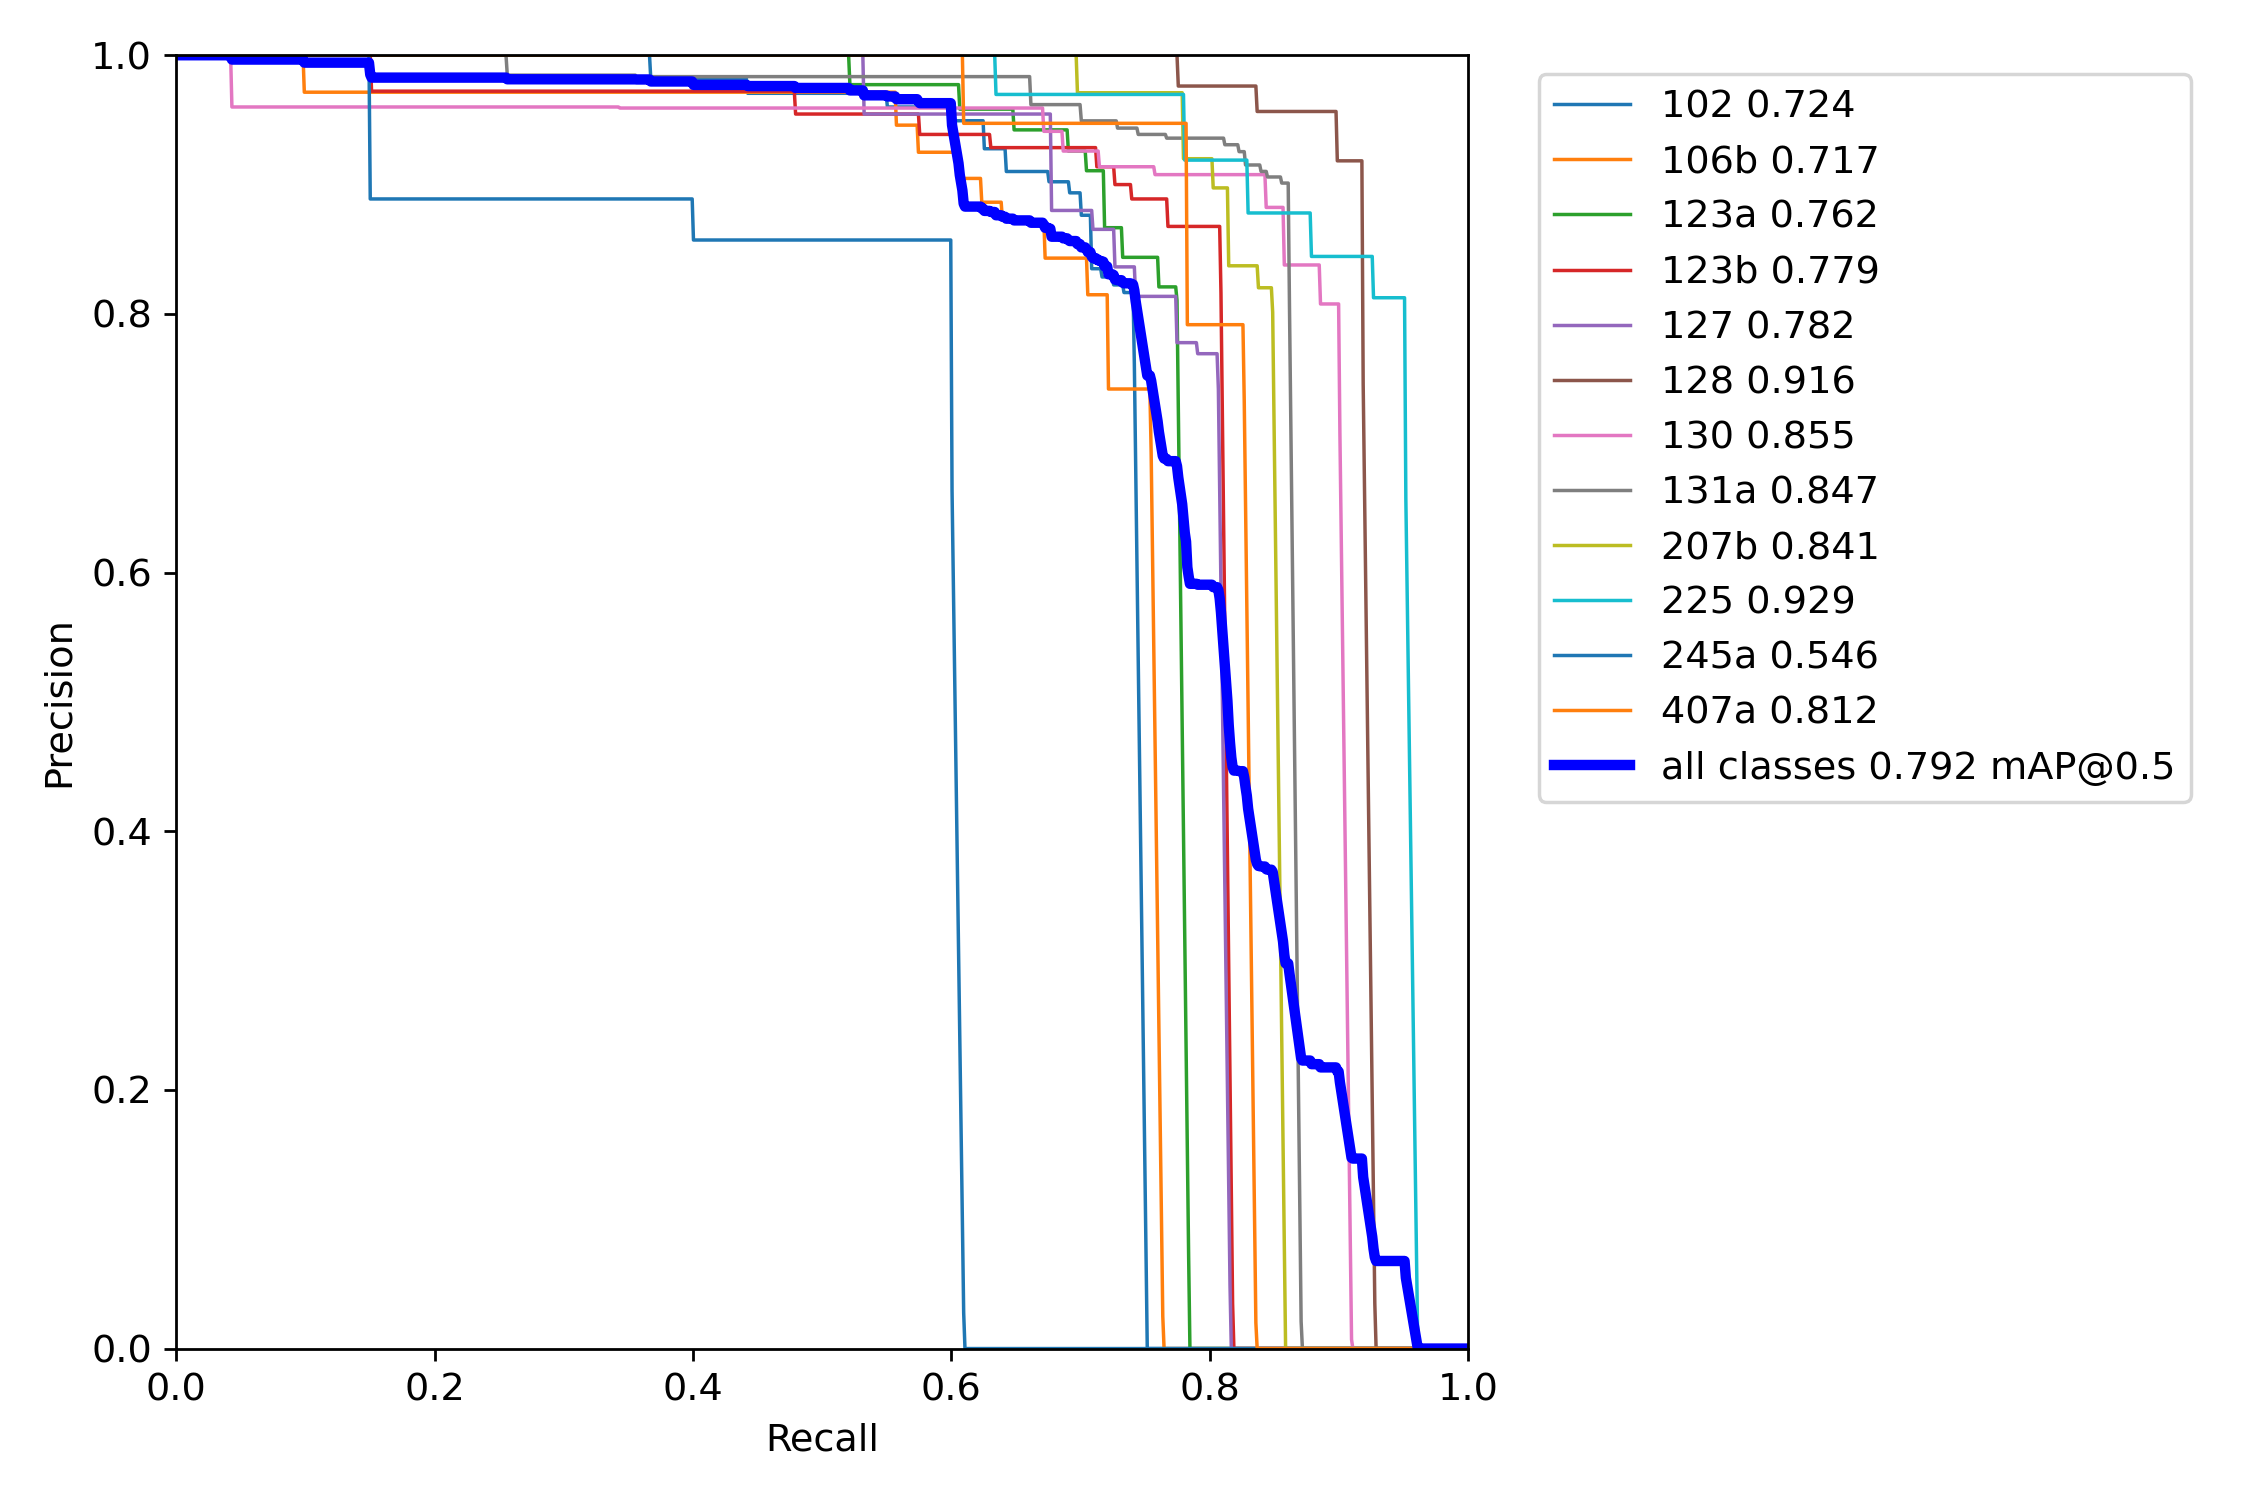 1.0
0.8
0.6
0.4
0.2
0.0
0.0 0.2 0.4 0.6 0.8 1.0
Precision
Recall
102 0.724
106b 0.717
123a 0.762
123b 0.779
127 0.782
128 0.916
130 0.855
131a 0.847
207b 0.841
225 0.929
245a 0.546
407a 0.812
all classes 0.792 mAP@0.5